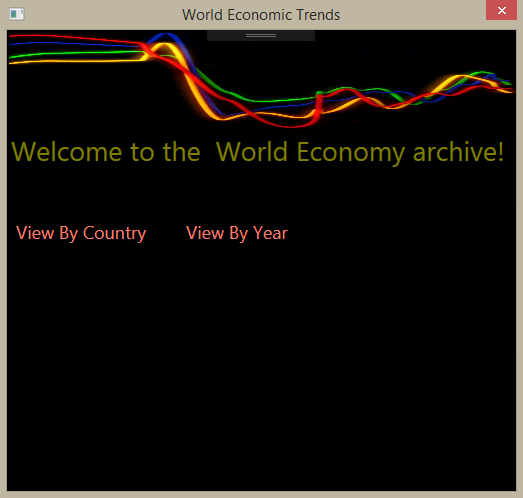 World Economic Trends
Welcome to the  World Economy archive!
View By Country    View By Year